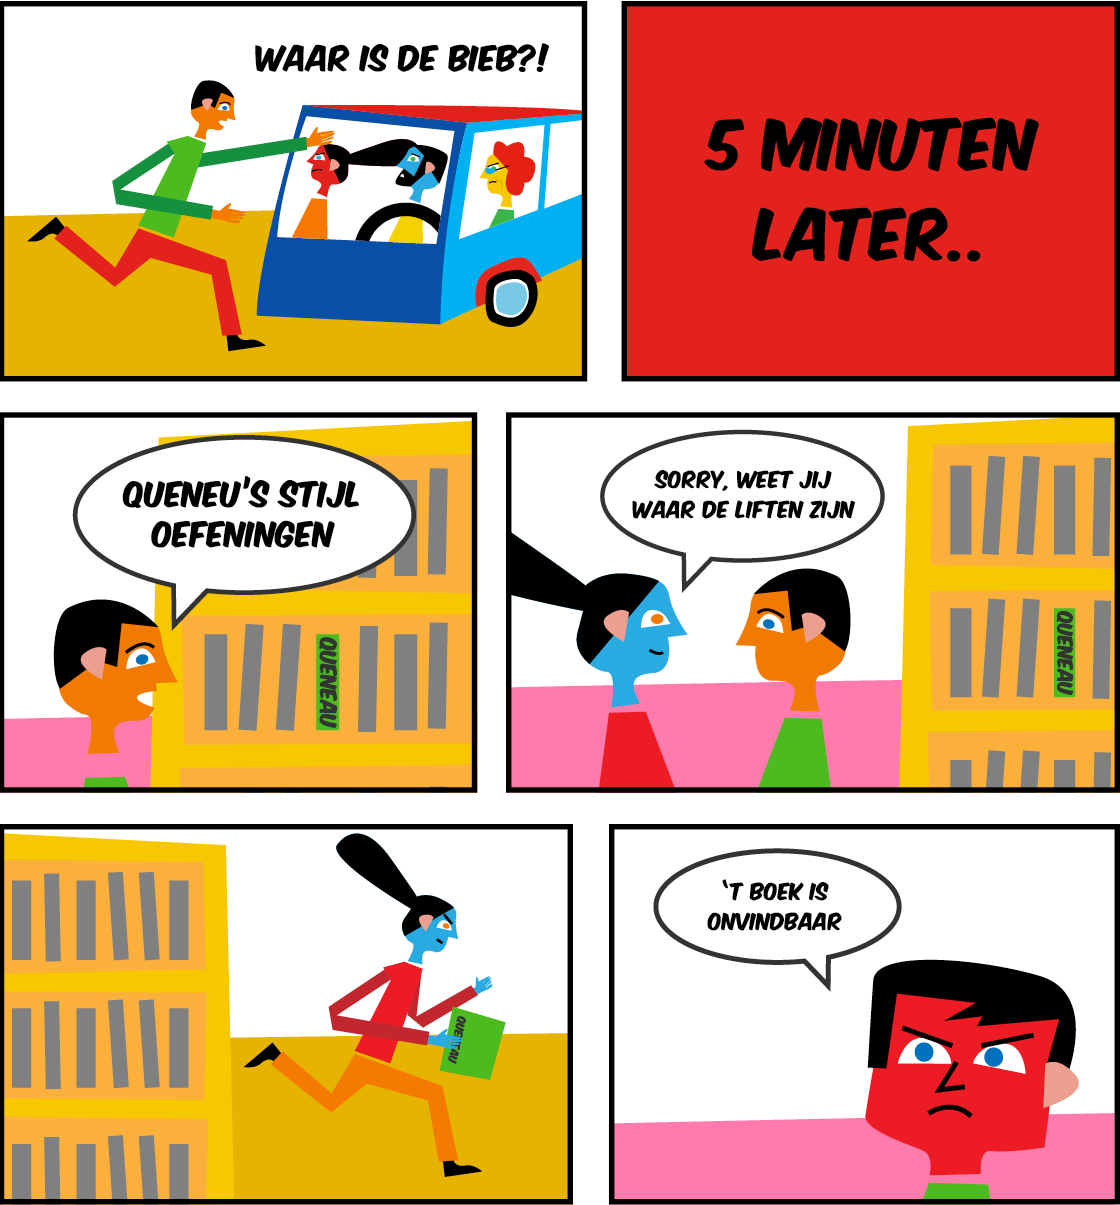 WAAR IS DE BIEB?!
5 MINUTEN
LATER..
QUENEU'S STIJL
OEFENINGEN
QUENEAU
SORRY, WEET JIJ
WAAR DE LIFTEN ZIJN
QUENEAU
QUENEAU
'T BOEK IS
ONVINDBAAR